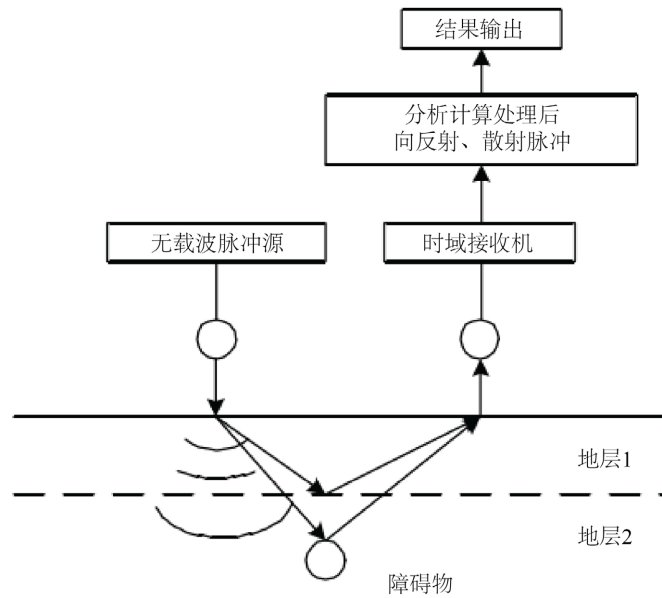 结果输出
分析计算处理后
向反射、散射脉冲
无载波脉冲源
时域接收机
地层1
地层2
障碍物